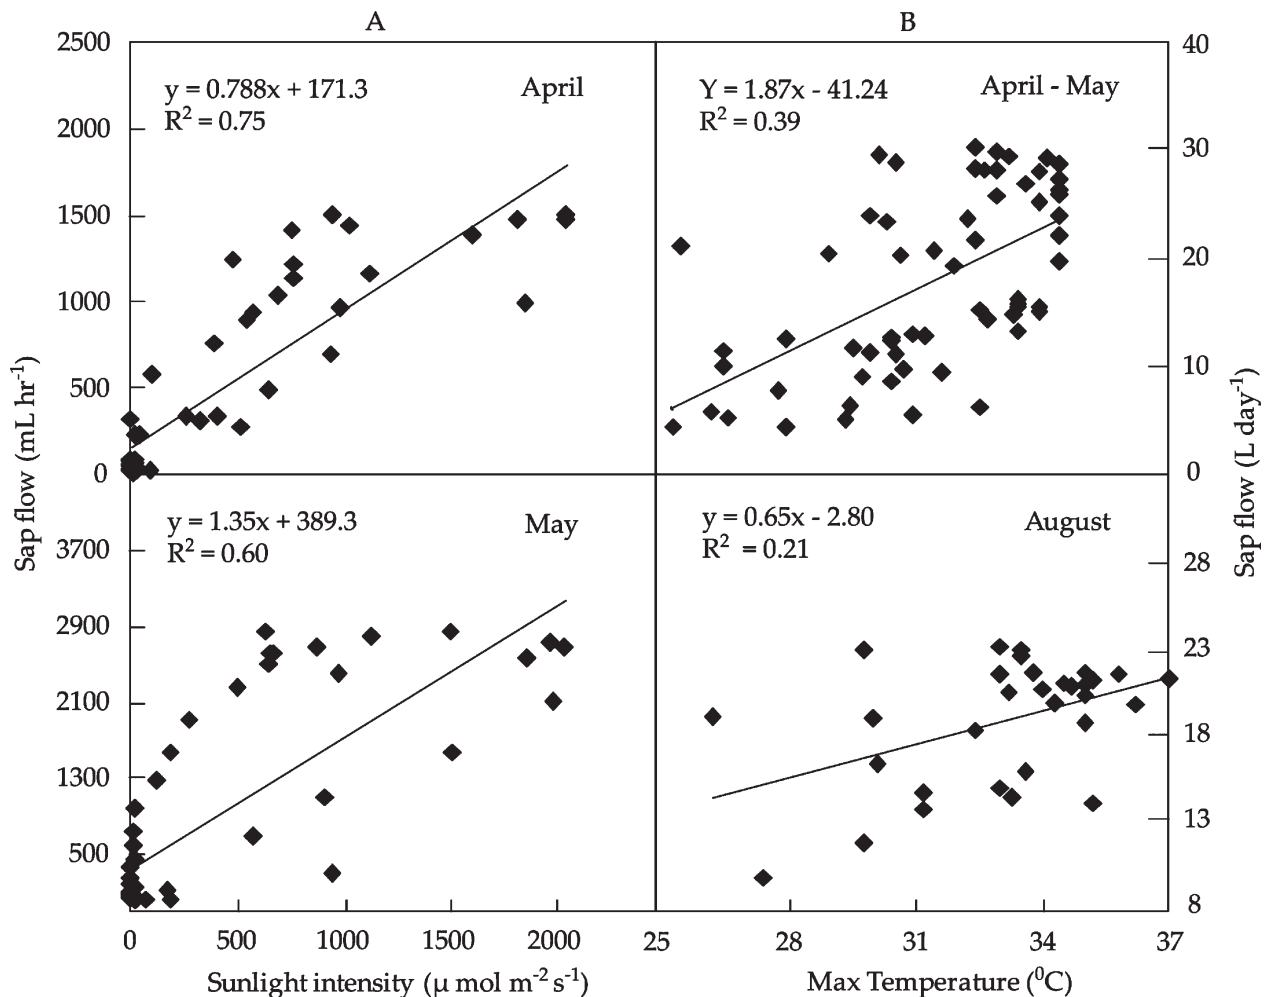 A
B
2500
2000
1500
1000
500
0
y = 0.788x + 171.3
R² = 0.75
April
Y = 1.87x - 41.24
R² = 0.39
April - May
40
30
20
10
0
Sap flow (mL hr⁻¹)
Sap flow (L day⁻¹)
y = 1.35x + 389.3
R² = 0.60
May
3700
2900
2100
1300
500
y = 0.65x - 2.80
R² = 0.21
August
28
23
18
13
8
0 500 1000 1500 2000
25 28 31 34 37
Sunlight intensity (μ mol m⁻² s⁻¹)
Max Temperature (⁰C)